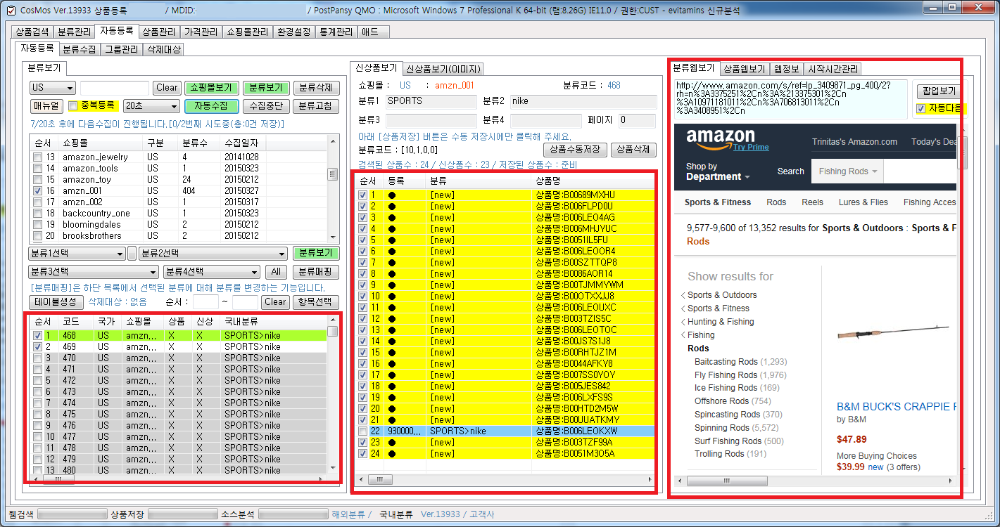 CosMos Ver.13933 상품등록 / MDID: / PostPansy QMO : Microsoft Windows 7 Professional K 64-bit (램:8.26G) IE11.0 / 권한:CUST - evitamins 신규분석
상품검색 분류관리 자동등록 상품관리 가격관리 쇼핑몰관리 환경설정 통계관리 애드
자동등록 분류수집 그룹관리 삭제대상
분류보기
US Clear 쇼핑몰보기 분류보기 분류삭제
매뉴얼 중복등록 20초 자동수집 수집중단 분류고침
7/20초 후에 다음수집이 진행됩니다.[0/2번째 시도중(총:0건 저장)]
순서 쇼핑몰 구분 분류수 수집일자
13 amazon_jewelry US 4 20141028
14 amazon_tools US 1 20150323
15 amazon_toy US 24 20150212
16 amzn_001 US 404 20150327
17 amzn_002 US 1 20150317
18 backcountry_one US 1 20150323
19 bloomingdales US 2 20150212
20 brooksbrothers US 2 20150212
분류1선택 분류2선택 분류보기
분류3선택 분류4선택 All 분류매핑
[분류매핑]은 하단 목록에서 선택된 분류에 대해 분류를 변경하는 기능입니다.
테이블생성 삭제대상 : 없음 순서 : ~ Clear 항목선택
순서 코드 국가 쇼핑몰 상품 신상 국내분류
1 468 US amzn... X X SPORTS>nike
2 469 US amzn... X X SPORTS>nike
3 470 US amzn... X X SPORTS>nike
4 471 US amzn... X X SPORTS>nike
5 472 US amzn... X X SPORTS>nike
6 473 US amzn... X X SPORTS>nike
7 474 US amzn... X X SPORTS>nike
8 475 US amzn... X X SPORTS>nike
9 476 US amzn... X X SPORTS>nike
10 477 US amzn... X X SPORTS>nike
11 478 US amzn... X X SPORTS>nike
12 479 US amzn... X X SPORTS>nike
13 480 US amzn... X X SPORTS>nike
신상품보기 신상품보기(이미지)
쇼핑몰 : US : amzn_001 분류코드 : 468
분류1 SPORTS 분류2 nike
분류3 분류4 페이지 0
아래 [상품저장] 버튼은 수동 저장시에만 클릭해 주세요.
분류코드 : [10,1,0,0] 상품수동저장 상품삭제
검색된 상품수 : 24 / 신상품수 : 23 / 저장된 상품수 : 준비
순서 등록 분류 상품명
1 ● [new] 상품명:B00689MXHU
2 ● [new] 상품명:B006FLPD0U
3 ● [new] 상품명:B006LEO4AG
4 ● [new] 상품명:B006MHJYUC
5 ● [new] 상품명:B0051IL5FU
6 ● [new] 상품명:B006LEOOR4
7 ● [new] 상품명:B00SZTTQP8
8 ● [new] 상품명:B0086AOR14
9 ● [new] 상품명:B00TJMMYWM
10 ● [new] 상품명:B00OTXXJJ8
11 ● [new] 상품명:B006LEOUXC
12 ● [new] 상품명:B003TZIS5C
13 ● [new] 상품명:B006LEOTOC
14 ● [new] 상품명:B00JS7S1J8
15 ● [new] 상품명:B00RHTJZ1M
16 ● [new] 상품명:B0044AFKY8
17 ● [new] 상품명:B007SS0YOY
18 ● [new] 상품명:B005JES842
19 ● [new] 상품명:B006LXFS9S
20 ● [new] 상품명:B00HTD2M5W
21 ● [new] 상품명:B00UUATKMY
22 930000... SPORTS>nike 상품명:B006LEOKXW
23 ● [new] 상품명:B003TZF99A
24 ● [new] 상품명:B0051M3O5A
분류웹보기 상품웹보기 웹정보 시작시간관리
http://www.amazon.com/s/ref=lp_3409871_pg_400/2?
rh=n%3A3375251%2Cn%3A%213375301%2Cn
%3A10971181011%2Cn%3A706813011%2Cn
%3A3408951%2Cn
팝업보기
자동다음
amazon
Try Prime
Trinitas's Amazon.com Today's Dea
Shop by
Department Search Fishing Rods
Sports & Fitness Rods Reels Lures & Flies Fishing Acces
9,577-9,600 of 13,352 results for Sports & Outdoors : Sports & F
Rods
Show results for
Sports & Outdoors
Sports & Fitness
Hunting & Fishing
Fishing
Rods
Baitcasting Rods (1,293)
Fly Fishing Rods (1,976)
Ice Fishing Rods (169)
Offshore Rods (754)
Spincasting Rods (370)
Spinning Rods (5,572)
Surf Fishing Rods (500)
Trolling Rods (191)
B&M BUCK'S CRAPPIE F
by B&M
$47.89
More Buying Choices
$39.99 new (3 offers)
웹검색 상품저장 소스분석 해외분류 / 국내분류 Ver.13933 / 고객사